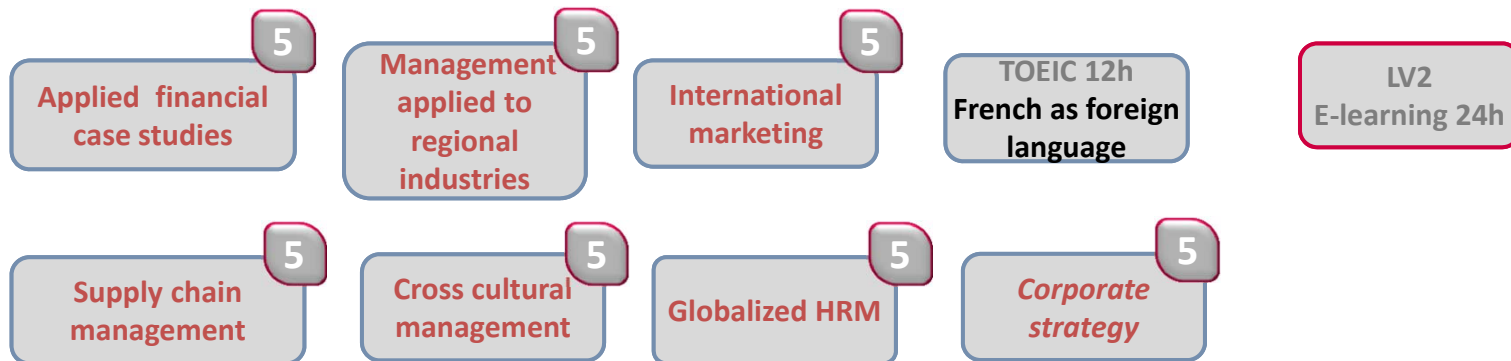 5
Applied financial
case studies
5
Management
applied to
regional
industries
5
International
marketing
TOEIC 12h
French as foreign
language
LV2
E-learning 24h
5
Supply chain
management
5
Cross cultural
management
5
Globalized HRM
5
Corporate
strategy